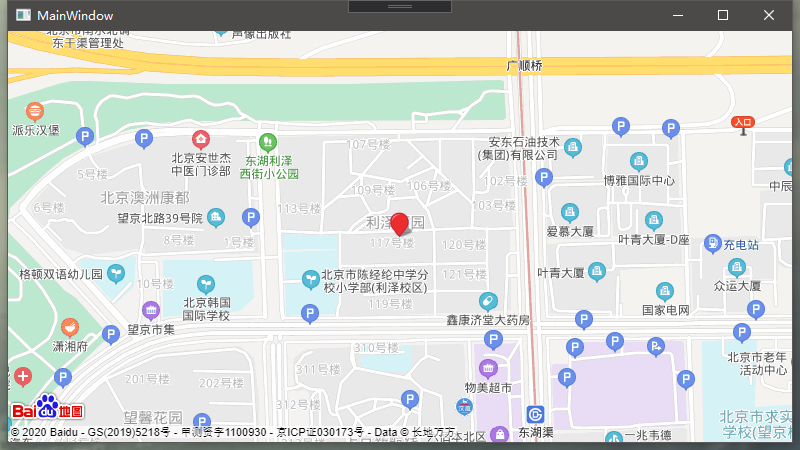 MainWindow
声像出版社
东干渠管理处
广顺桥
派乐汉堡
入口
北京安世杰
中医门诊部
东湖利泽
西街小公园
107号楼
安东石油技术
(集团)有限公司
博雅国际中心
5号楼
109号楼
106号楼
102号楼
中辰
北京澳洲康都
6号楼
113号楼
103号楼
望京北路39号院
爱慕大厦
叶青大厦-D座
充电站
8号楼
1号楼
117号楼
120号楼
格顿双语幼儿园
10号楼
北京市陈经纶中学分
校小学部(利泽校区)
121号楼
叶青大厦
众运大厦
北京韩国
国际学校
119号楼
国家电网
望京市集
鑫康济堂大药房
潇湘府
310号楼
北京市老年
活动中心
201号楼
202号楼
311号楼
312号楼
物美超市
汉庭
望馨花园
东湖渠
北京市求实
学校(望京校
一兆韦德
Baidu地图
© 2020 Baidu - GS(2019)5218号 - 甲测资字1100930 - 京ICP证030173号 - Data © 长地万方